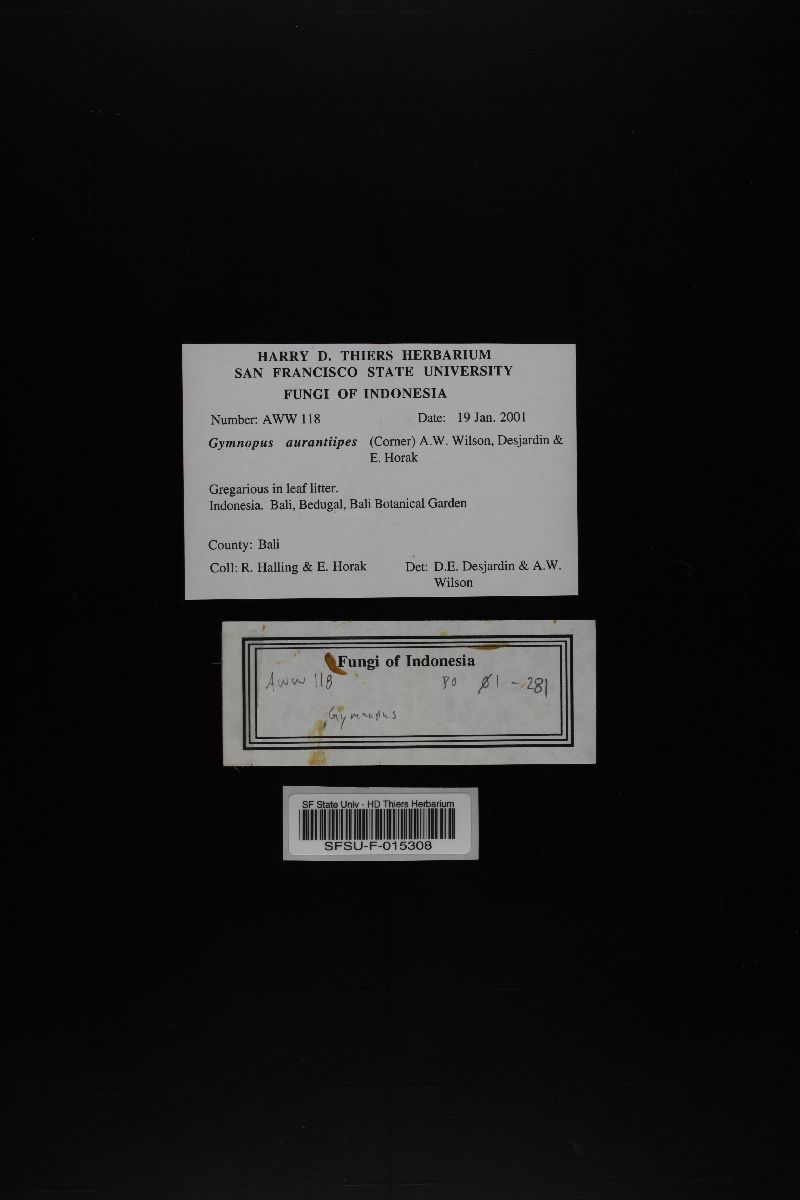 HARRY D. THIERS HERBARIUM
SAN FRANCISCO STATE UNIVERSITY
FUNGI OF INDONESIA
Number: AWW 118 Date: 19 Jan. 2001
Gymnopus aurantiipes (Corner) A.W. Wilson, Desjardin &
E. Horak
Gregarious in leaf litter.
Indonesia. Bali, Bedugal, Bali Botanical Garden
County: Bali
Coll: R. Halling & E. Horak Det: D.E. Desjardin & A.W.
Wilson
Fungi of Indonesia
AWW 118 Ø1-281
Gymnopus
SF State Univ - HD Thiers Herbarium
SFSU-F-015308